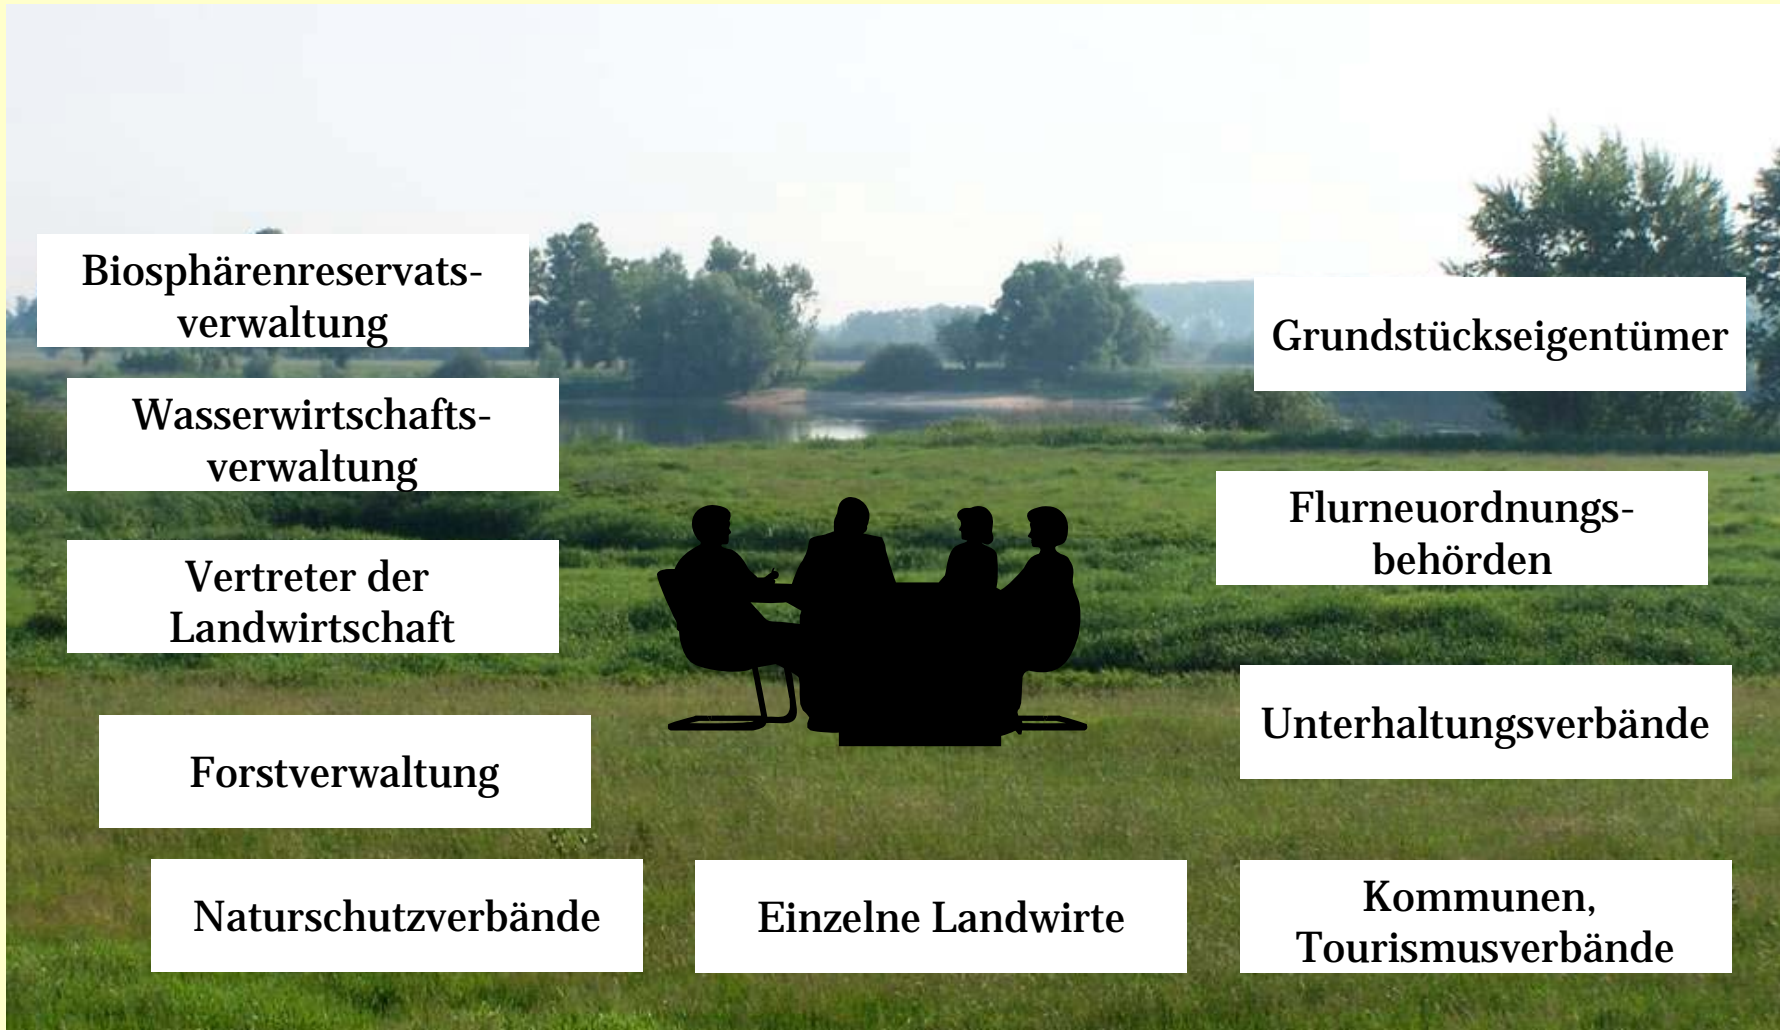 Biosphärenreservats-
verwaltung
Wasserwirtschafts-
verwaltung
Vertreter der
Landwirtschaft
Forstverwaltung
Naturschutzverbände
Einzelne Landwirte
Grundstückseigentümer
Flurneuordnungs-
behörden
Unterhaltungsverbände
Kommunen,
Tourismusverbände